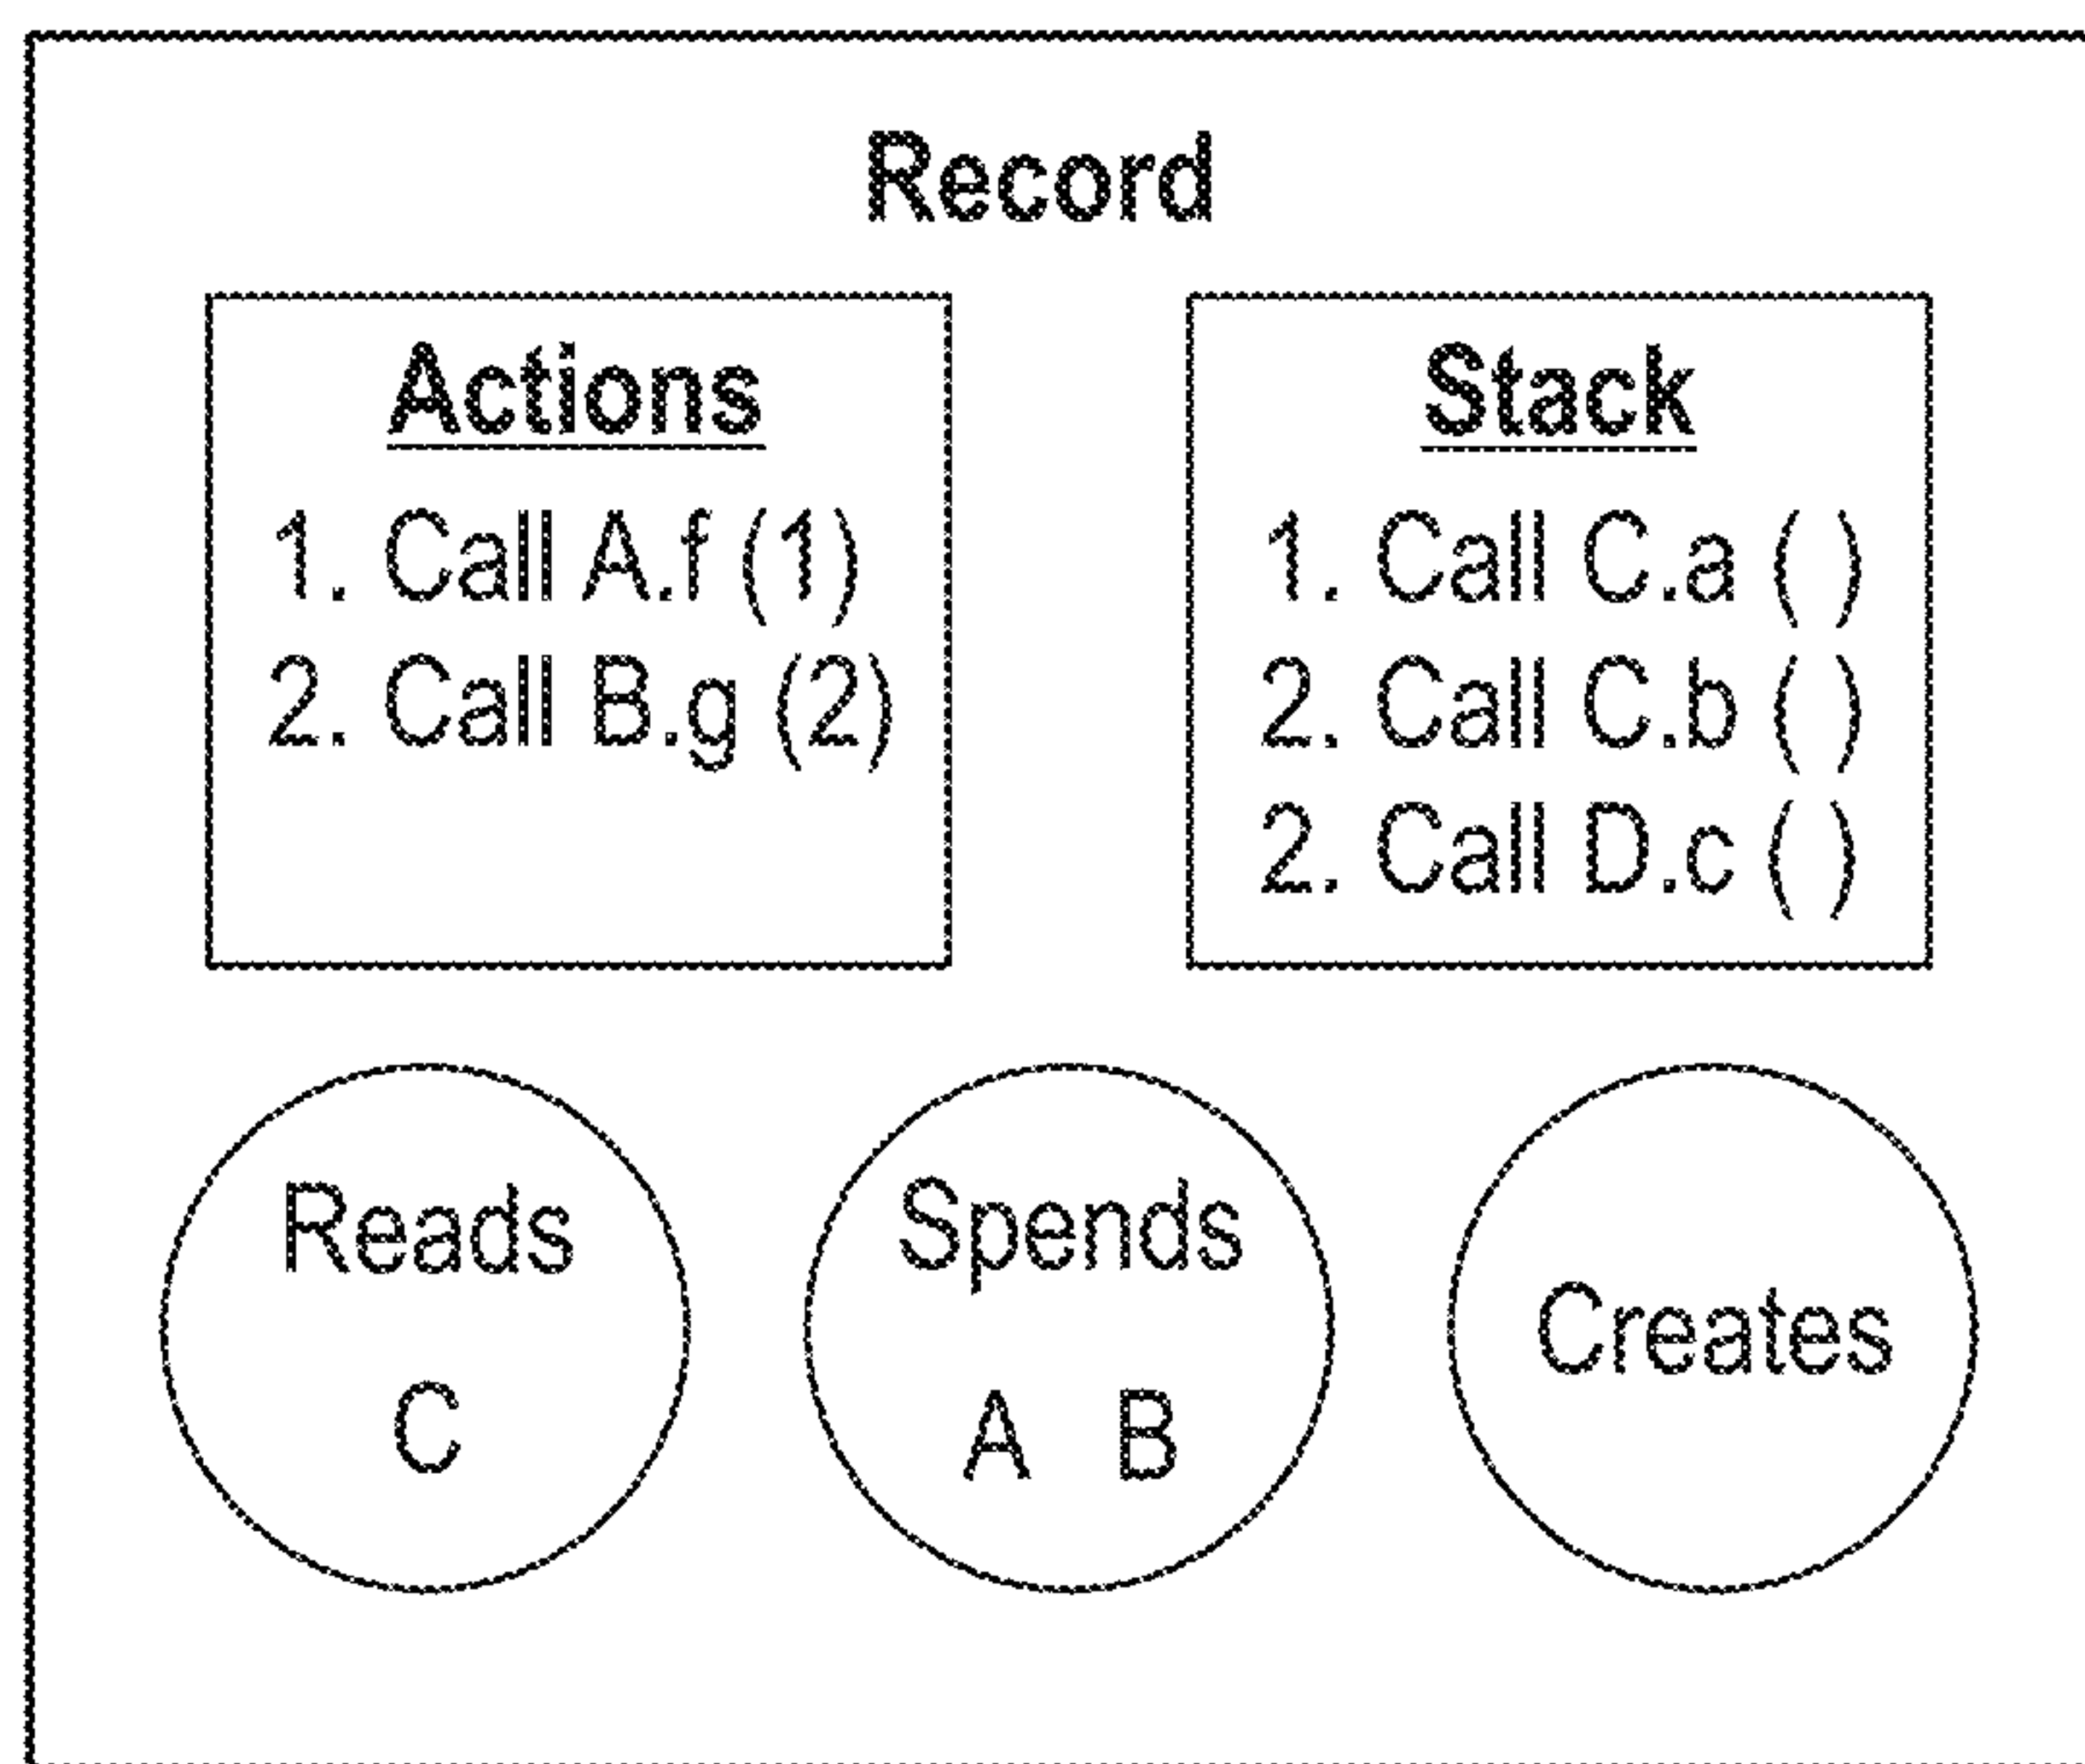 Record
Actions
1. Call A.f (1)
2. Call B.g (2)
Stack
1. Call C.a ( )
2. Call C.b ( )
2. Call D.c ( )
Reads
C
Spends
A B
Creates